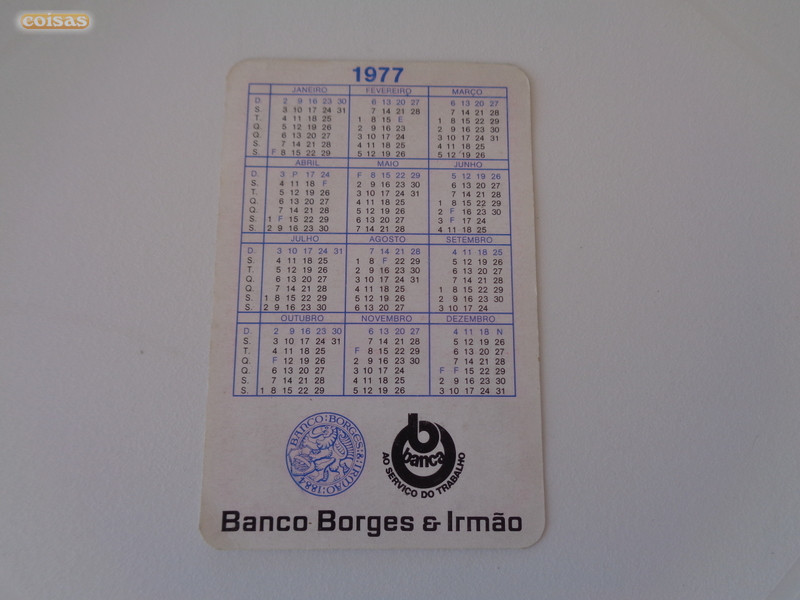 coisas
1977
JANEIRO FEVEREIRO MARÇO
D. 2 9 16 23 30 6 13 20 27 6 13 20 27
S. 3 10 17 24 31 7 14 21 28 7 14 21 28
T. 4 11 18 25 1 8 15 E 1 8 15 22 29
Q. 5 12 19 26 2 9 16 23 2 9 16 23 30
Q. 6 13 20 27 3 10 17 24 3 10 17 24 31
S. 7 14 21 28 4 11 18 25 4 11 18 25
S. F 8 15 22 29 5 12 19 26 5 12 19 26
ABRIL MAIO JUNHO
D. 3 P 17 24 F 8 15 22 29 5 12 19 26
S. 4 11 18 F 2 9 16 23 30 6 13 20 27
T. 5 12 19 26 3 10 17 24 31 7 14 21 28
Q. 6 13 20 27 4 11 18 25 1 8 15 22 29
Q. 7 14 21 28 5 12 19 26 2 F 16 23 30
S. 1 F 15 22 29 6 13 20 27 3 F 17 24
S. 2 9 16 23 30 7 14 21 28 4 11 18 25
JULHO AGOSTO SETEMBRO
D. 3 10 17 24 31 7 14 21 28 4 11 18 25
S. 4 11 18 25 1 8 F 22 29 5 12 19 26
T. 5 12 19 26 2 9 16 23 30 6 13 20 27
Q. 6 13 20 27 3 10 17 24 31 7 14 21 28
Q. 7 14 21 28 4 11 18 25 1 8 15 22 29
S. 1 8 15 22 29 5 12 19 26 2 9 16 23 30
S. 2 9 16 23 30 6 13 20 27 3 10 17 24
OUTUBRO NOVEMBRO DEZEMBRO
D. 2 9 16 23 30 6 13 20 27 4 11 18 N
S. 3 10 17 24 31 7 14 21 28 5 12 19 26
T. 4 11 18 25 F 8 15 22 29 6 13 20 27
Q. F 12 19 26 2 9 16 23 30 7 14 21 28
Q. 6 13 20 27 3 10 17 24 F F 15 22 29
S. 7 14 21 28 4 11 18 25 2 9 16 23 30
S. 1 8 15 22 29 5 12 19 26 3 10 17 24 31
BANCO:BORGES:&:IRMÃO:1884
b
banca
AO SERVIÇO DO TRABALHO
Banco Borges & Irmão